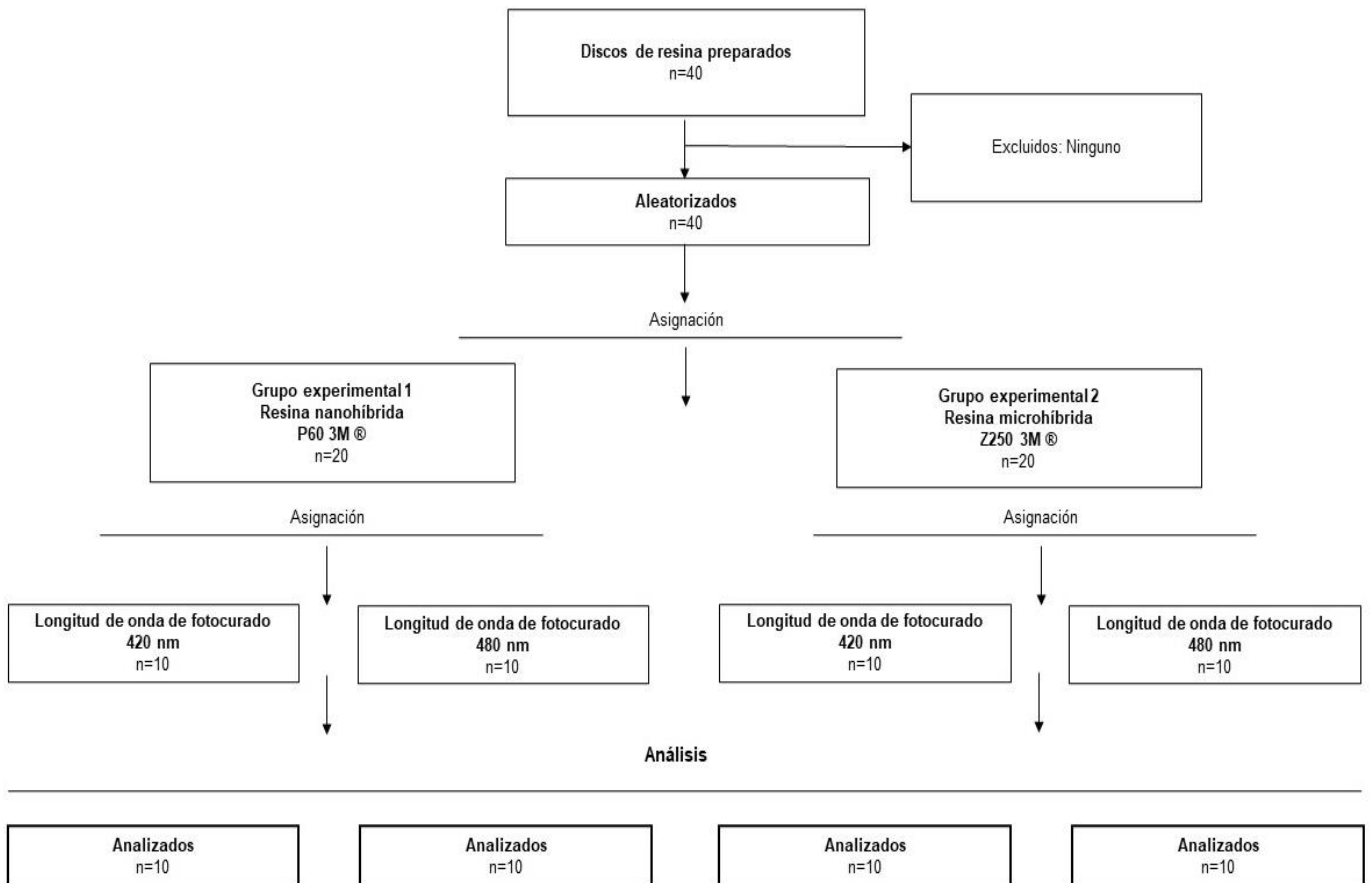 Discos de resina preparados
n=40
Excluidos: Ninguno
Aleatorizados
n=40
Asignación
Grupo experimental 1
Resina nanohíbrida
P60 3M ®
n=20
Grupo experimental 2
Resina microhíbrida
Z250 3M ®
n=20
Asignación
Asignación
Longitud de onda de fotocurado
420 nm
n=10
Longitud de onda de fotocurado
480 nm
n=10
Longitud de onda de fotocurado
420 nm
n=10
Longitud de onda de fotocurado
480 nm
n=10
Análisis
Analizados
n=10
Analizados
n=10
Analizados
n=10
Analizados
n=10